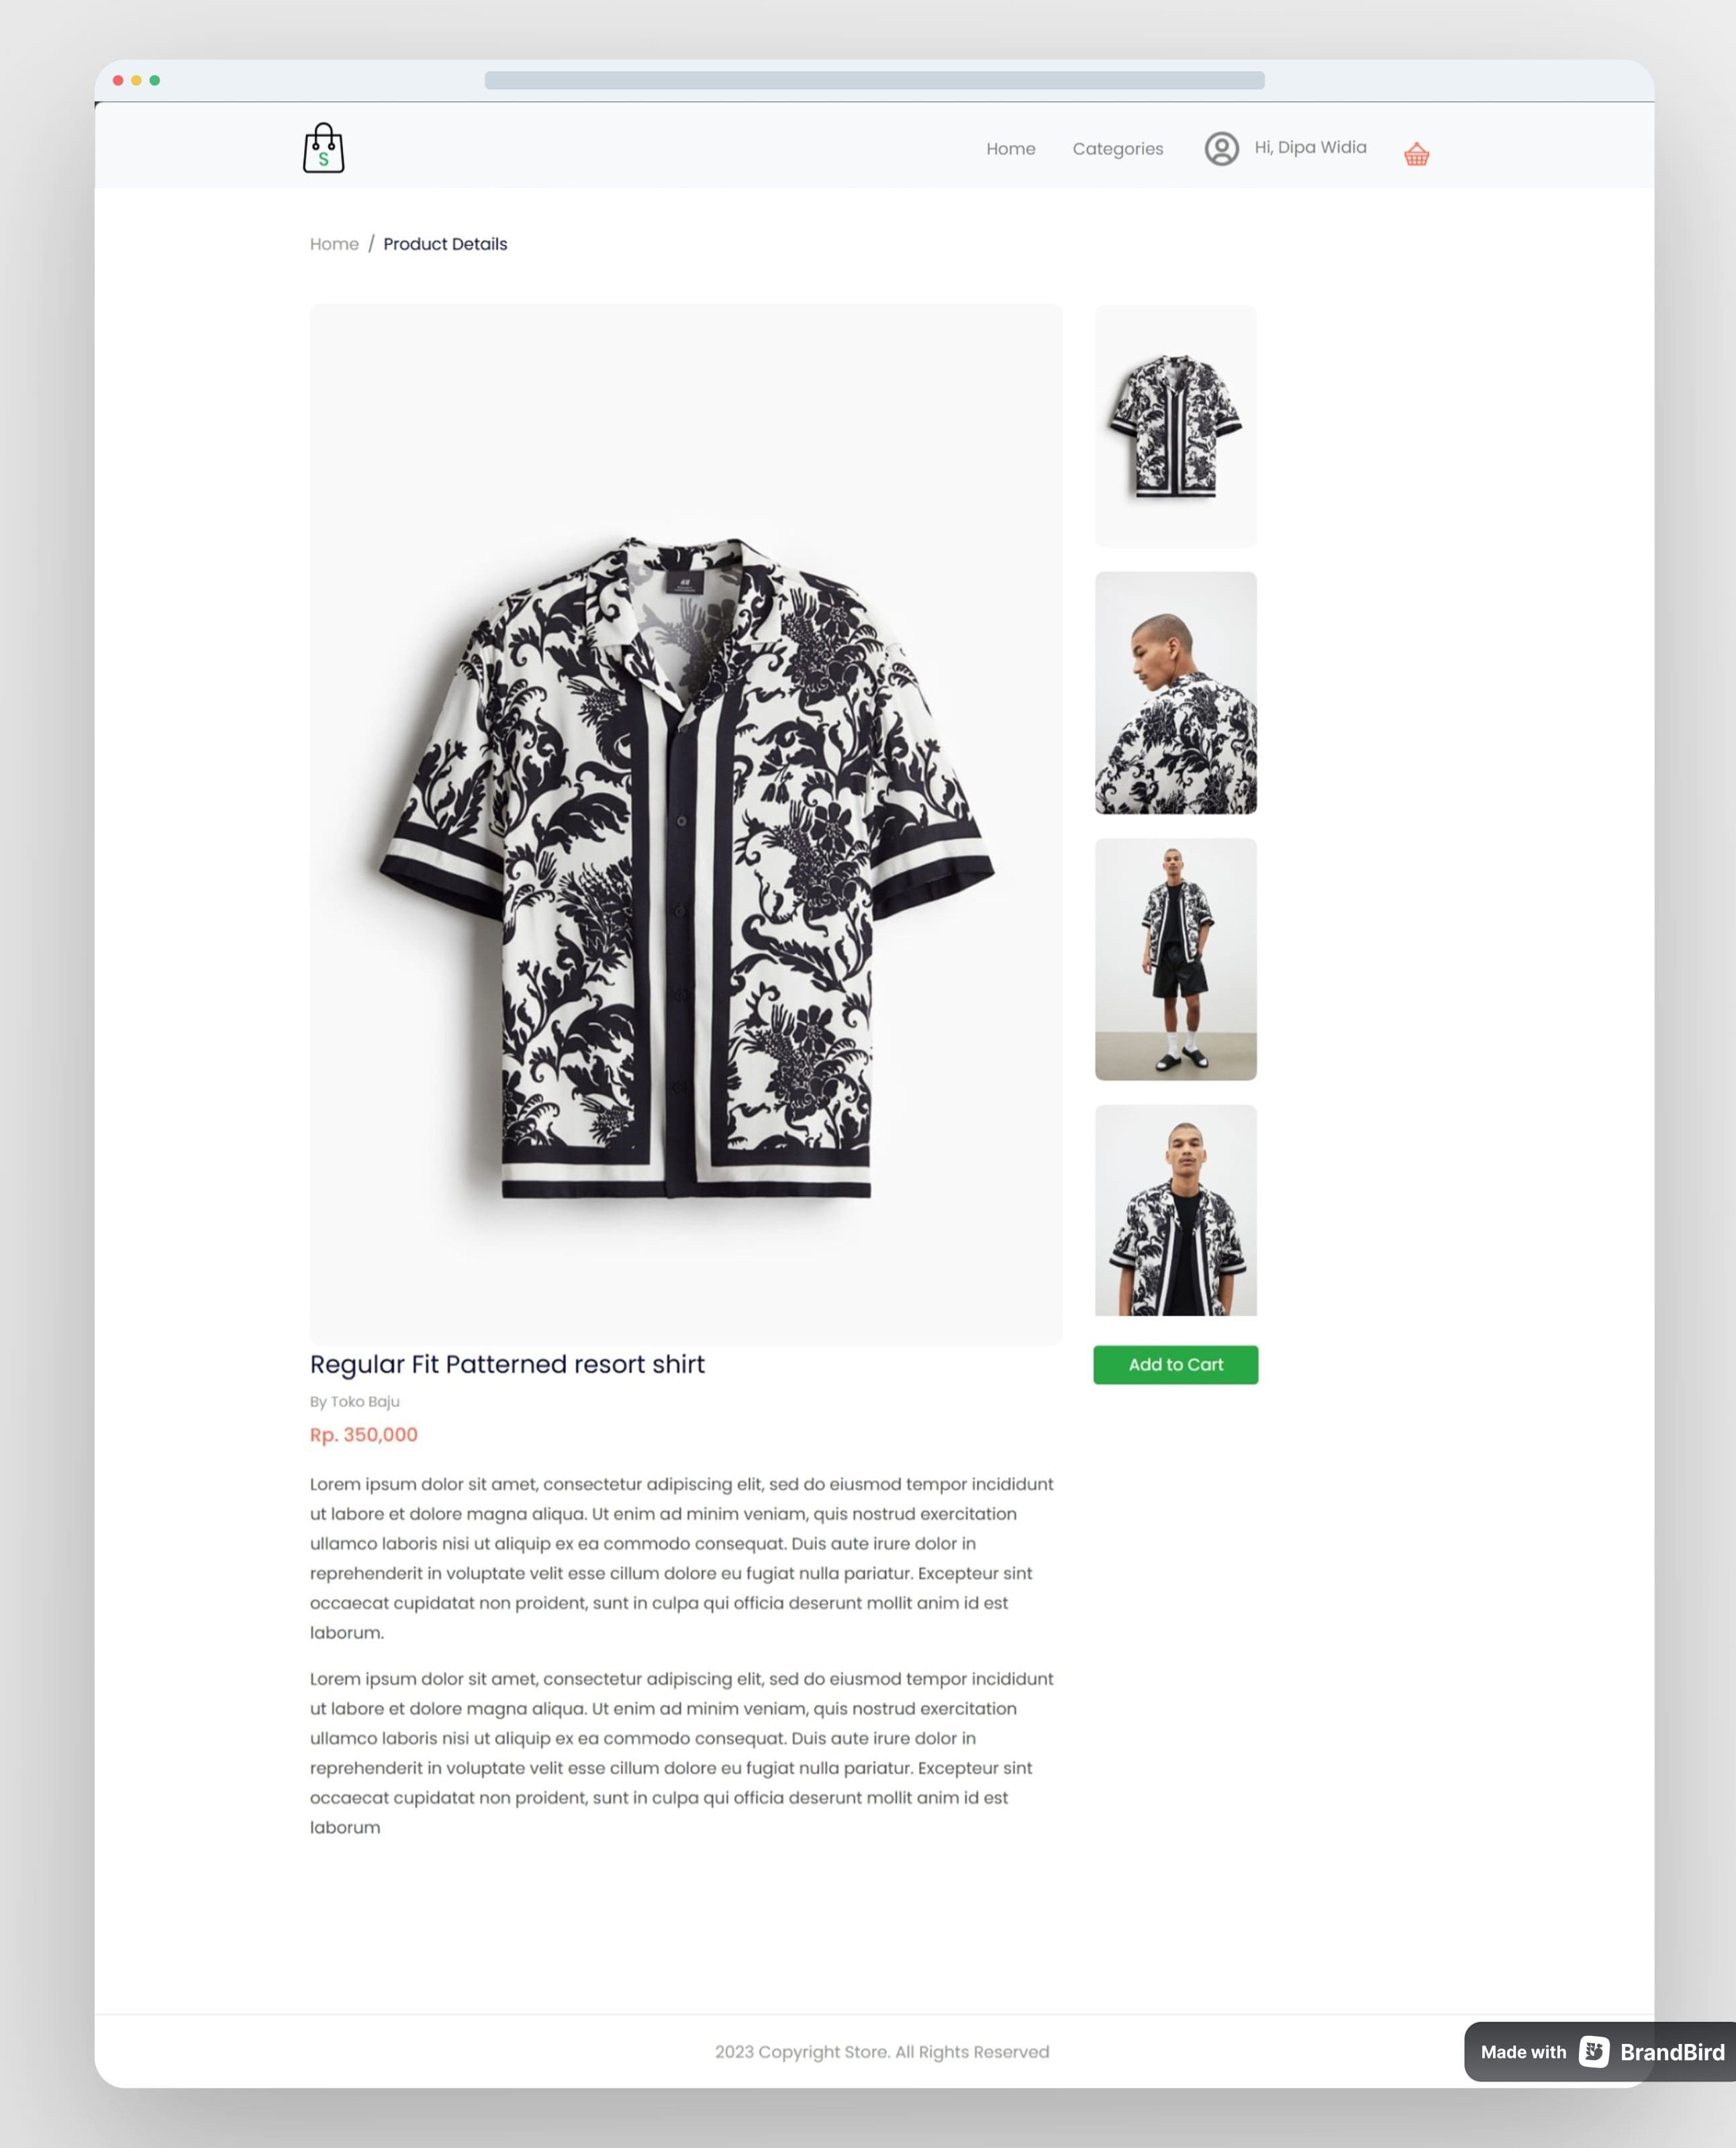 S
Home
Categories
Hi, Dipa Widia
Home / Product Details
Regular Fit Patterned resort shirt
Add to Cart
By Toko Baju
Rp. 350,000
Lorem ipsum dolor sit amet, consectetur adipiscing elit, sed do eiusmod tempor incididunt
ut labore et dolore magna aliqua. Ut enim ad minim veniam, quis nostrud exercitation
ullamco laboris nisi ut aliquip ex ea commodo consequat. Duis aute irure dolor in
reprehenderit in voluptate velit esse cillum dolore eu fugiat nulla pariatur. Excepteur sint
occaecat cupidatat non proident, sunt in culpa qui officia deserunt mollit anim id est
laborum.
Lorem ipsum dolor sit amet, consectetur adipiscing elit, sed do eiusmod tempor incididunt
ut labore et dolore magna aliqua. Ut enim ad minim veniam, quis nostrud exercitation
ullamco laboris nisi ut aliquip ex ea commodo consequat. Duis aute irure dolor in
reprehenderit in voluptate velit esse cillum dolore eu fugiat nulla pariatur. Excepteur sint
occaecat cupidatat non proident, sunt in culpa qui officia deserunt mollit anim id est
laborum
2023 Copyright Store. All Rights Reserved
Made with BrandBird